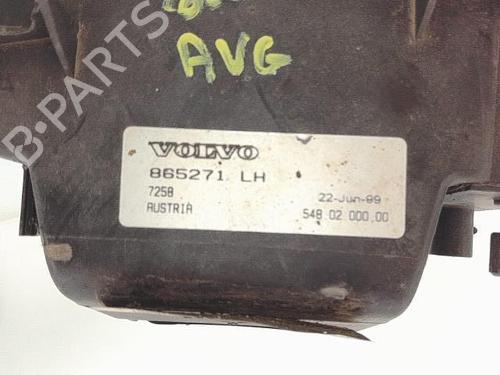 AVG
B-PARTS
VOLVO
865271 LH
7258
22-Jun-99
AUSTRIA
548 02 000,00